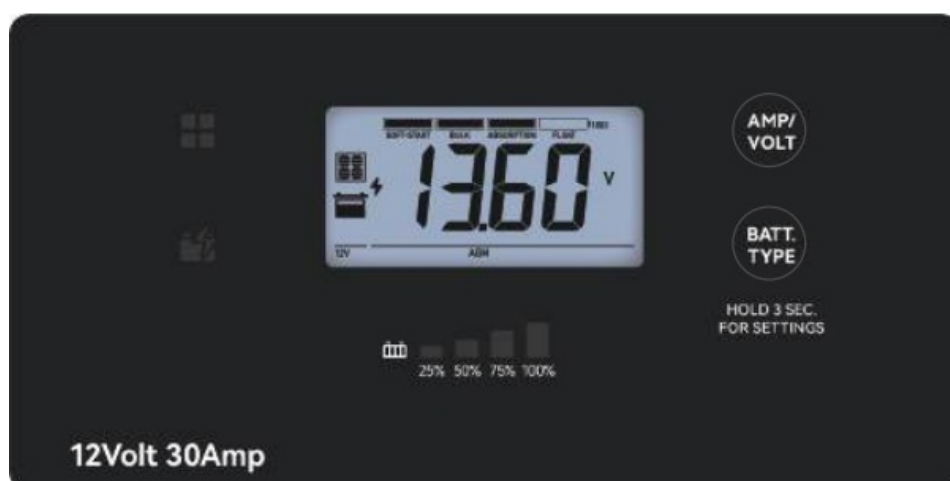 SOFT-START BULK ABSORPTION FLOAT
13.60 V
12V AGM
AMP/
VOLT
BATT.
TYPE
HOLD 3 SEC.
FOR SETTINGS
25% 50% 75% 100%
12Volt 30Amp